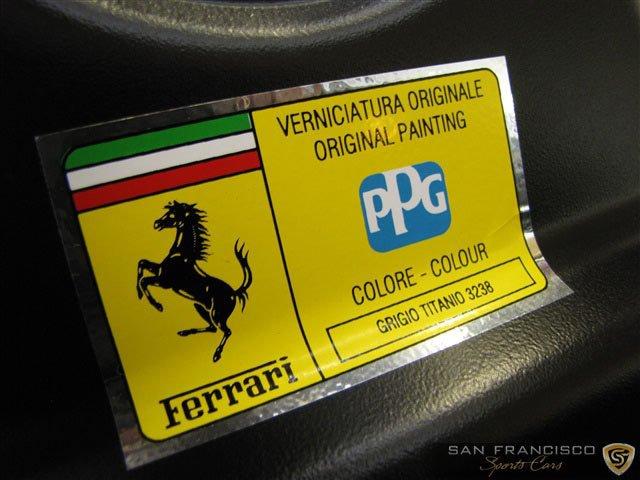 VERNICIATURA ORIGINALE
ORIGINAL PAINTING
PPG
COLORE - COLOUR
GRIGIO TITANIO 3238
Ferrari
SAN FRANCISCO
Sports Cars